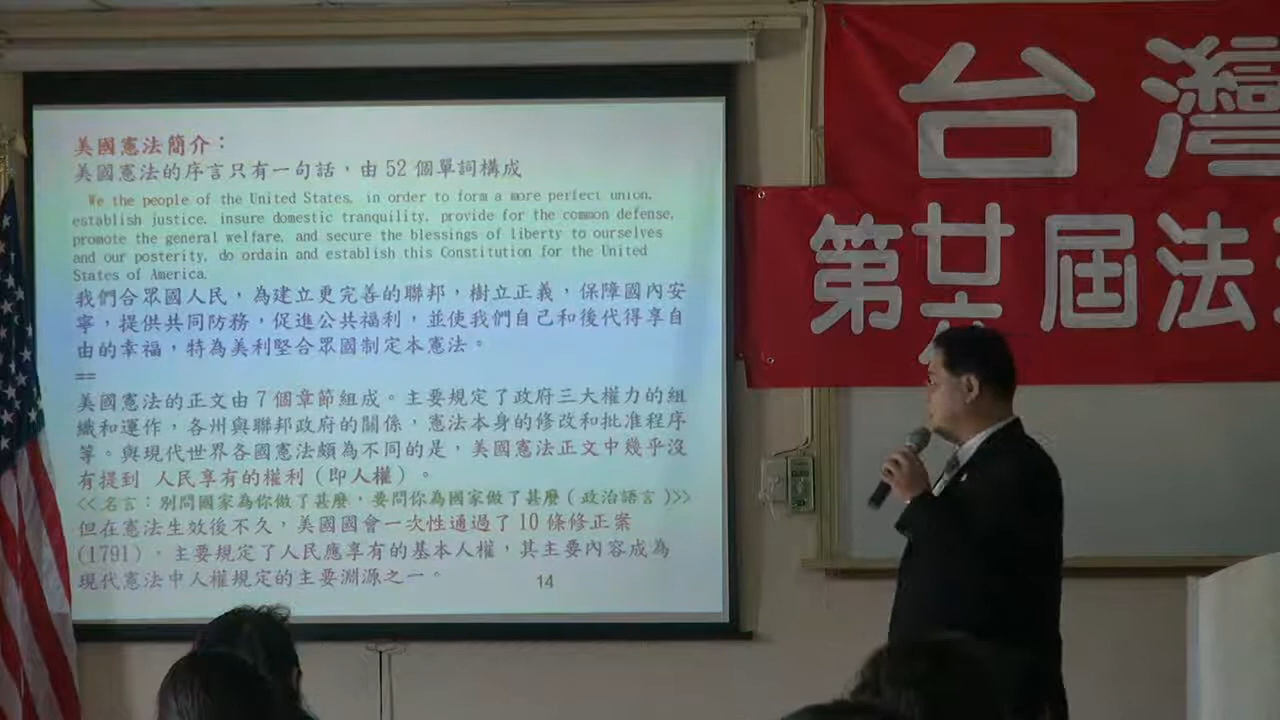 美國憲法簡介：
美國憲法的序言只有一句話，由 52 個單詞構成
We the people of the United States, in order to form a more perfect union,
establish justice, insure domestic tranquility, provide for the common defense,
promote the general welfare, and secure the blessings of liberty to ourselves
and our posterity, do ordain and establish this Constitution for the United
States of America.
我們合眾國人民，為建立更完善的聯邦，樹立正義，保障國內安
寧，提供共同防務，促進公共福利，並使我們自己和後代得享自
由的幸福，特為美利堅合眾國制定本憲法。
==
美國憲法的正文由 7 個章節組成。主要規定了政府三大權力的組
織和運作，各州與聯邦政府的關係，憲法本身的修改和批准程序
等。與現代世界各國憲法頗為不同的是，美國憲法正文中幾乎沒
有提到 人民享有的權利（即人權）。
<<名言：別問國家為你做了甚麼，要問你為國家做了甚麼（政治語言）>>
但在憲法生效後不久，美國國會一次性通過了 10 條修正案
(1791)。主要規定了人民應享有的基本人權，其主要內容成為
現代憲法中人權規定的主要淵源之一。
14
台灣
第廿屆法